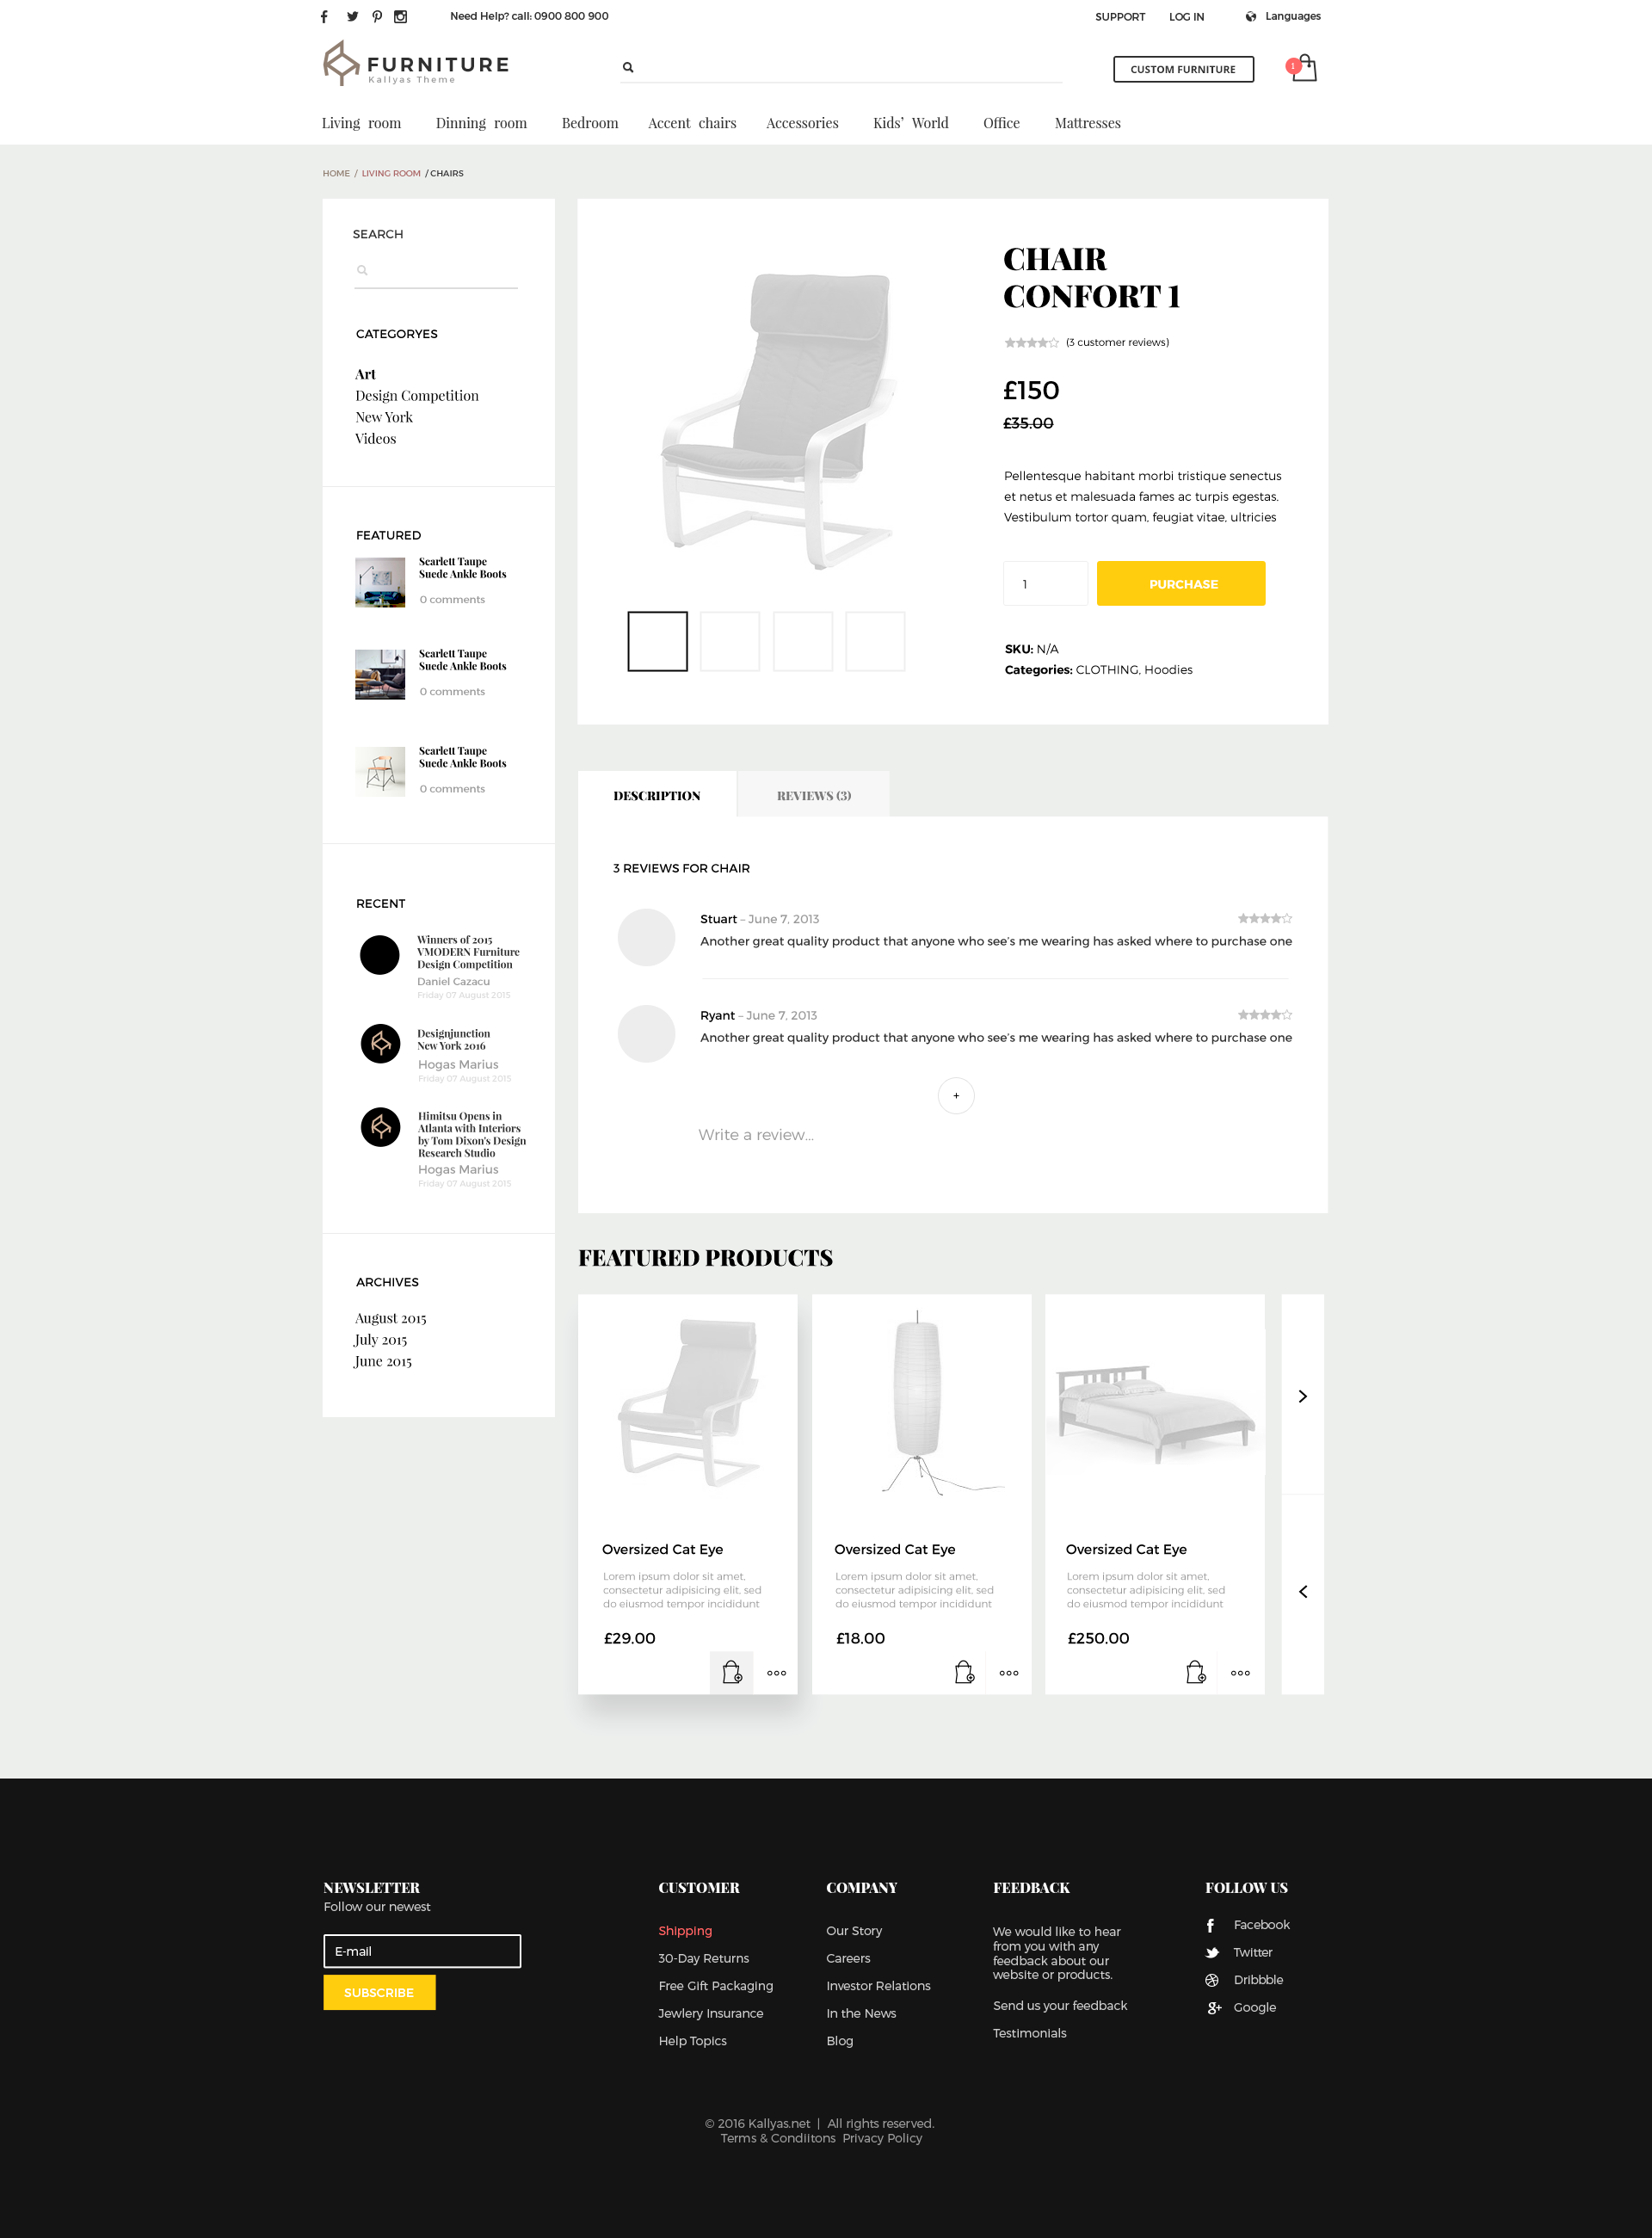 Need Help? call: 0900 800 900
SUPPORT
LOG IN
Languages
FURNITURE
Kallyas Theme
CUSTOM FURNITURE
1
Living room
Dinning room
Bedroom
Accent chairs
Accessories
Kids’ World
Office
Mattresses
HOME / LIVING ROOM / CHAIRS
SEARCH
CATEGORYES
Art
Design Competition
New York
Videos
FEATURED
Scarlett Taupe
Suede Ankle Boots
0 comments
Scarlett Taupe
Suede Ankle Boots
0 comments
Scarlett Taupe
Suede Ankle Boots
0 comments
RECENT
Winners of 2015
VMODERN Furniture
Design Competition
Daniel Cazacu
Friday 07 August 2015
Designjunction
New York 2016
Hogas Marius
Friday 07 August 2015
Himitsu Opens in
Atlanta with Interiors
by Tom Dixon's Design
Research Studio
Hogas Marius
Friday 07 August 2015
ARCHIVES
August 2015
July 2015
June 2015
CHAIR
CONFORT 1
(3 customer reviews)
£150
£35.00
Pellentesque habitant morbi tristique senectus
et netus et malesuada fames ac turpis egestas.
Vestibulum tortor quam, feugiat vitae, ultricies
1
PURCHASE
SKU: N/A
Categories: CLOTHING, Hoodies
DESCRIPTION
REVIEWS (3)
3 REVIEWS FOR CHAIR
Stuart – June 7, 2013
Another great quality product that anyone who see’s me wearing has asked where to purchase one
Ryant – June 7, 2013
Another great quality product that anyone who see’s me wearing has asked where to purchase one
+
Write a review...
FEATURED PRODUCTS
Oversized Cat Eye
Lorem ipsum dolor sit amet,
consectetur adipisicing elit, sed
do eiusmod tempor incididunt
£29.00
Oversized Cat Eye
Lorem ipsum dolor sit amet,
consectetur adipisicing elit, sed
do eiusmod tempor incididunt
£18.00
Oversized Cat Eye
Lorem ipsum dolor sit amet,
consectetur adipisicing elit, sed
do eiusmod tempor incididunt
£250.00
NEWSLETTER
Follow our newest
E-mail
SUBSCRIBE
CUSTOMER
Shipping
30-Day Returns
Free Gift Packaging
Jewlery Insurance
Help Topics
COMPANY
Our Story
Careers
Investor Relations
In the News
Blog
FEEDBACK
We would like to hear
from you with any
feedback about our
website or products.
Send us your feedback
Testimonials
FOLLOW US
Facebook
Twitter
Dribbble
Google
© 2016 Kallyas.net | All rights reserved.
Terms & Condiitons Privacy Policy